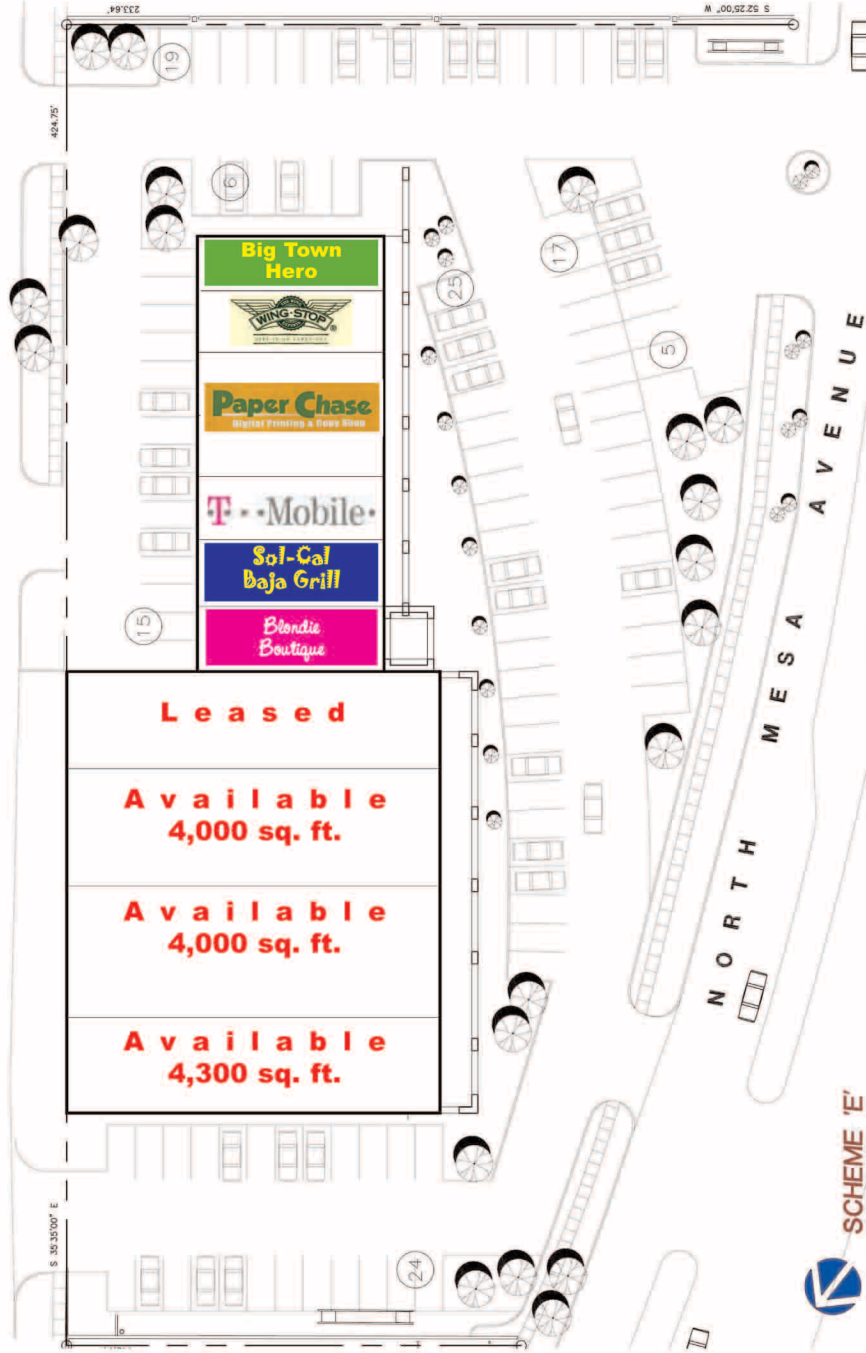 233.64'
S 52°25'00" W
19
424.75'
6
Big Town
Hero
17
25
WING·STOP
®
5
Paper Chase
Digital Printing & Copy Shop
T··Mobile·
Sol-Cal
Baja Grill
15
Blondie
Boutique
Leased
Available
4,000 sq. ft.
Available
4,000 sq. ft.
Available
4,300 sq. ft.
NORTH MESA AVENUE
S 35°35'00" E
24
SCHEME 'E'